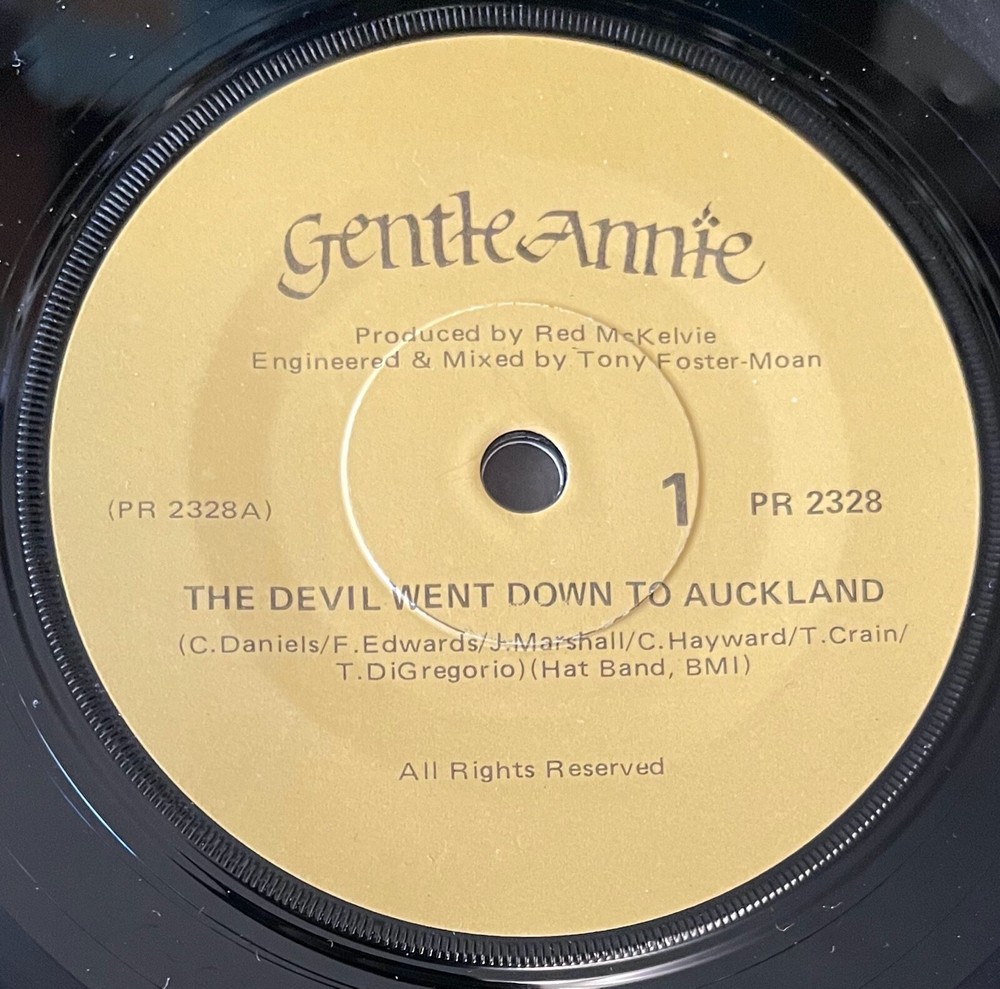 Gentle Annie
Produced by Red McKelvie
Engineered & Mixed by Tony Foster-Moan
(PR 2328A)
1 PR 2328
THE DEVIL WENT DOWN TO AUCKLAND
(C.Daniels/F.Edwards/J.Marshall/C.Hayward/T.Crain/
T.DiGregorio)(Hat Band, BMI)
All Rights Reserved